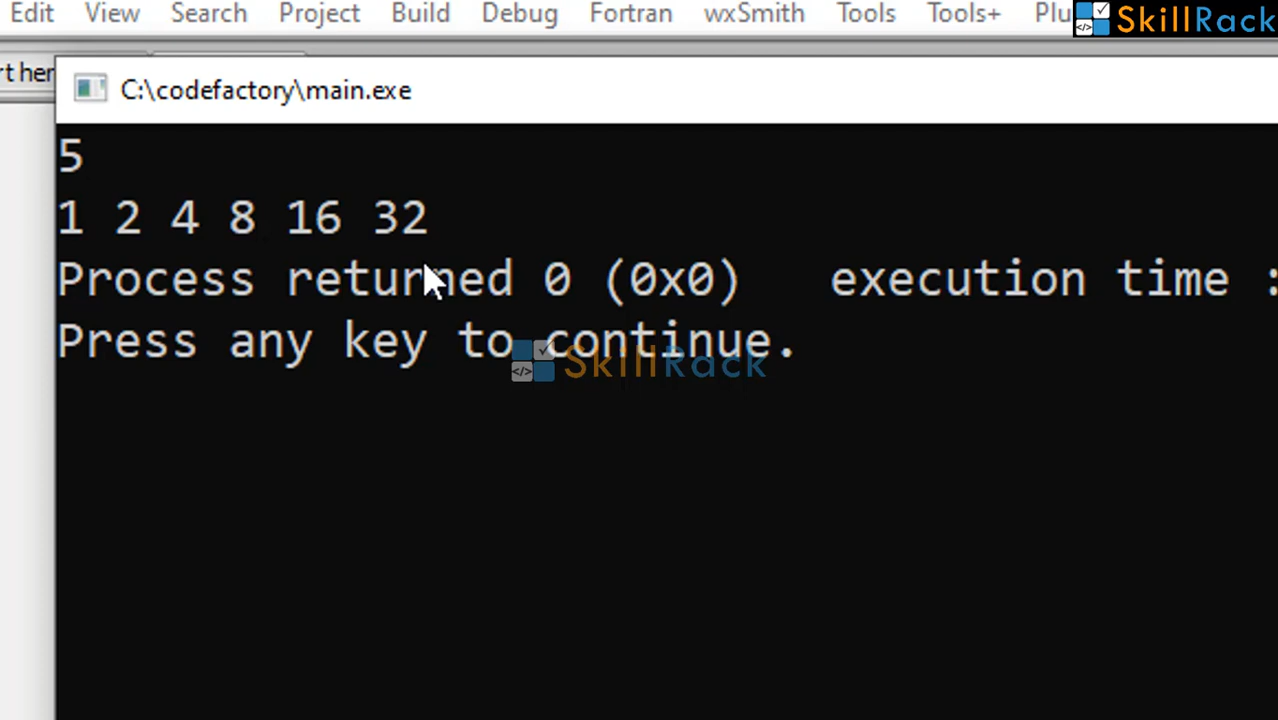 Edit View Search Project Build Debug Fortran wxSmith Tools Tools+
SkillRack
C:\codefactory\main.exe
5
1 2 4 8 16 32
Process returned 0 (0x0) execution time :
Press any key to continue.
SkillRack